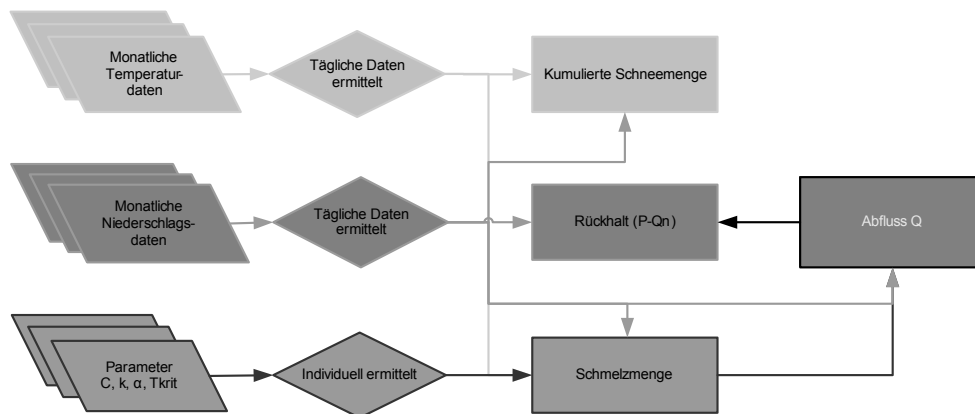 Monatliche
Temperatur-
daten
Tägliche Daten
ermittelt
Kumulierte Schneemenge
Monatliche
Niederschlags-
daten
Tägliche Daten
ermittelt
Rückhalt (P-Qn)
Abfluss Q
Parameter
C, k, α, Tkrit
Individuell ermittelt
Schmelzmenge